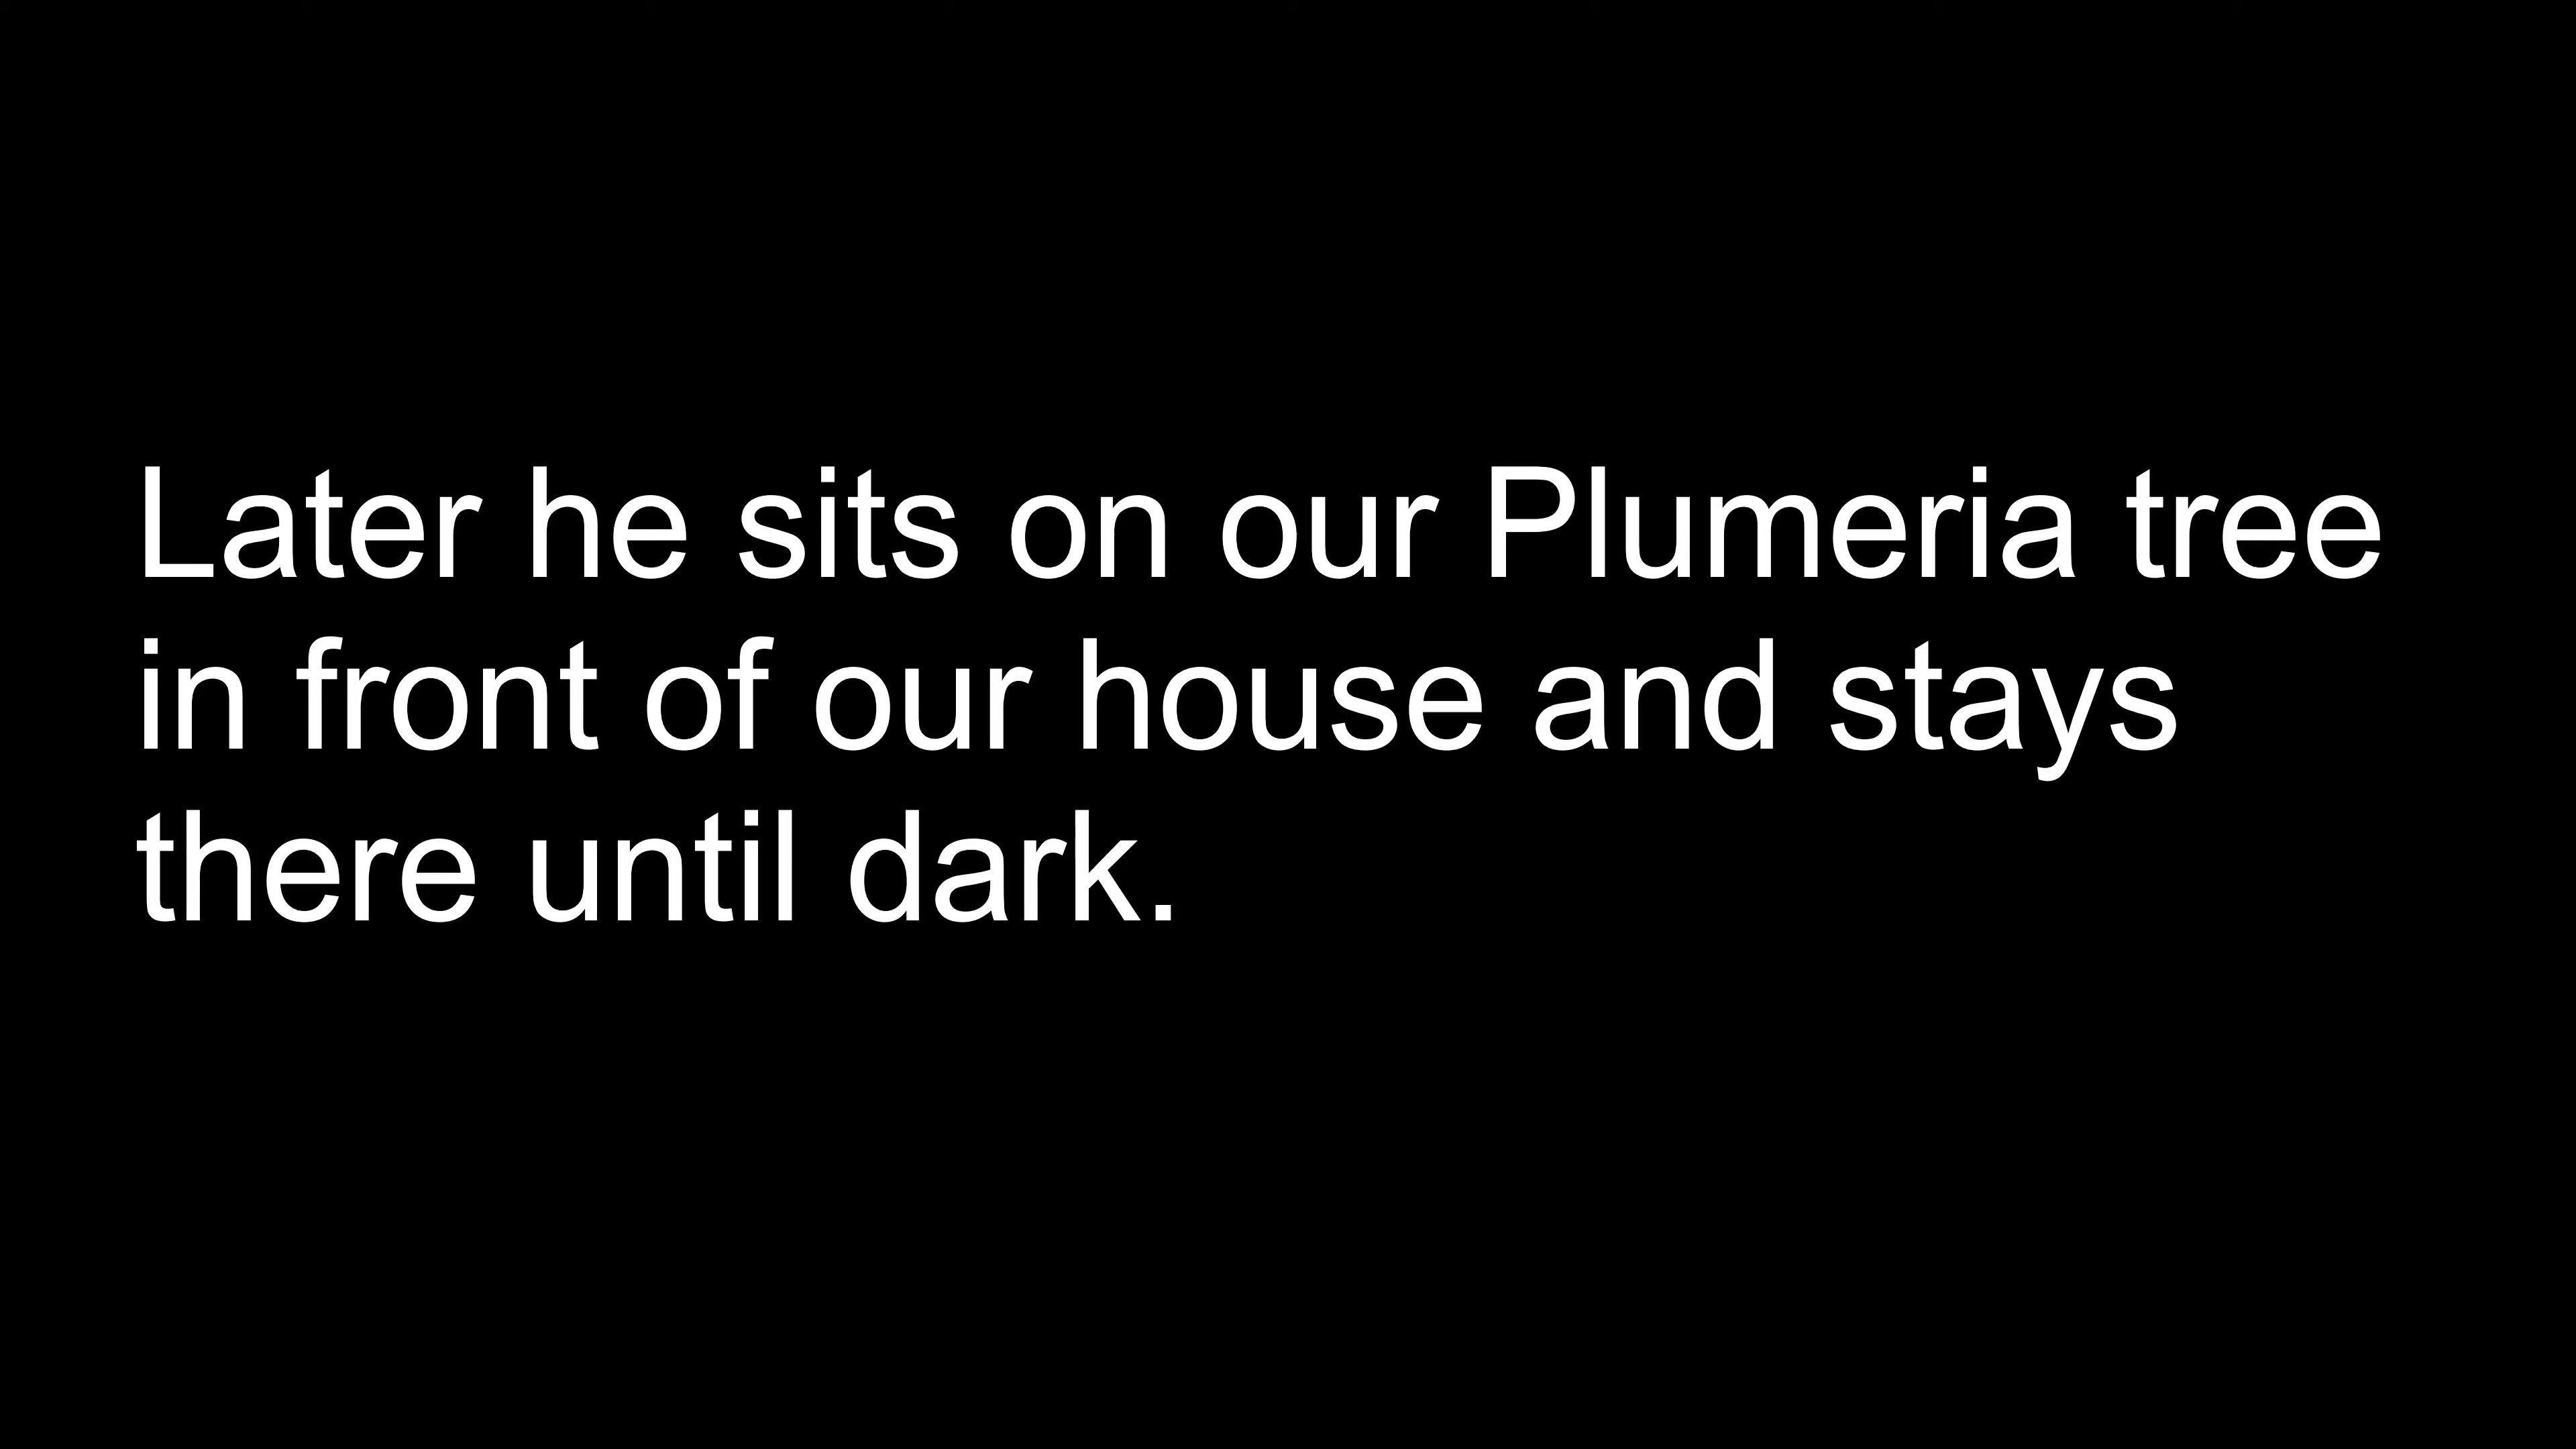 Later he sits on our Plumeria tree
in front of our house and stays
there until dark.